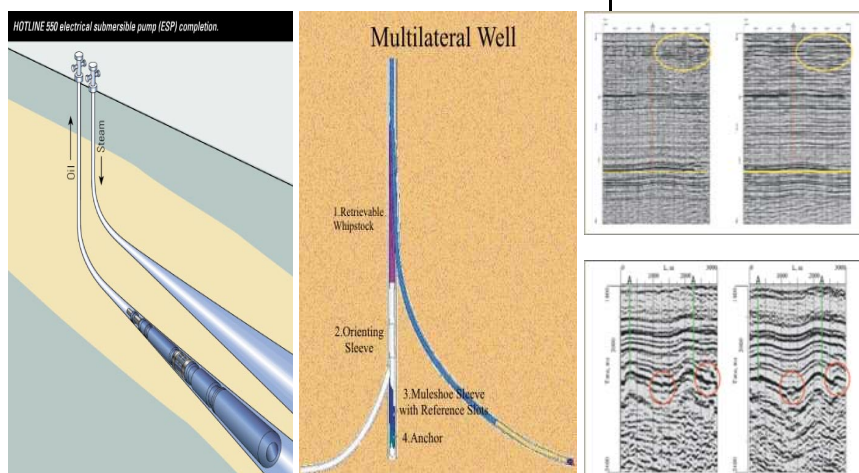 HOTLINE 550 electrical submersible pump (ESP) completion.
Oil
Steam
Multilateral Well
1.Retrievable
Whipstock
2.Orienting
Sleeve
3.Muleshoe Sleeve
with Reference Slots
4.Anchor